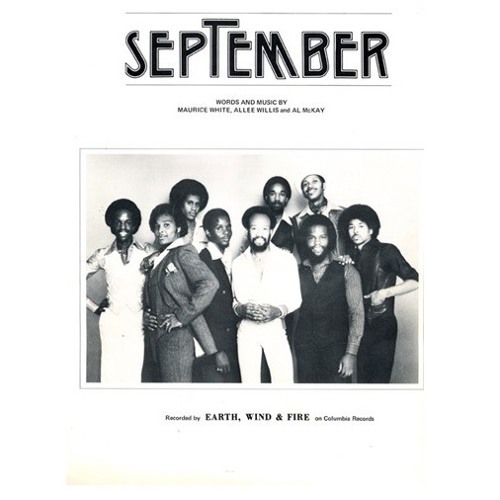 SEPTEMBER
WORDS AND MUSIC BY
MAURICE WHITE, ALLEE WILLIS and AL McKAY
Recorded by EARTH, WIND & FIRE on Columbia Records